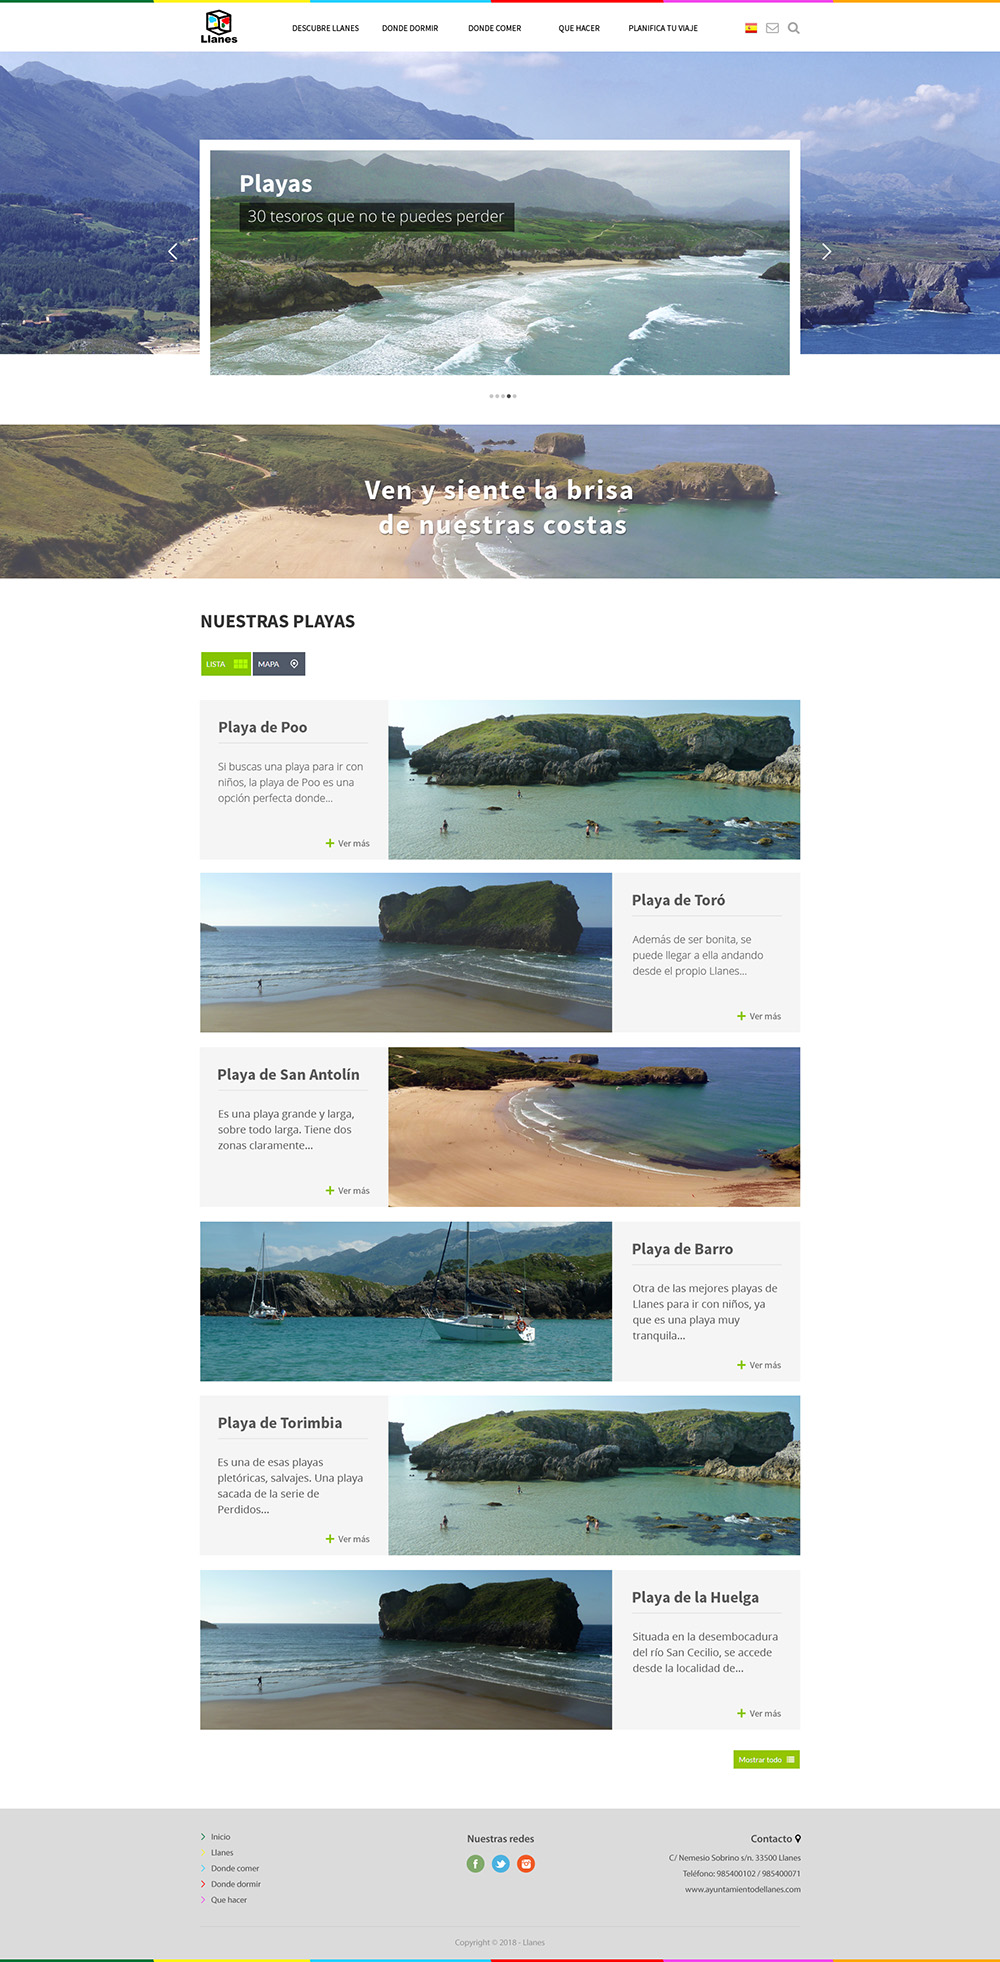 Llanes
DESCUBRE LLANES
DONDE DORMIR
DONDE COMER
QUE HACER
PLANIFICA TU VIAJE
Playas
30 tesoros que no te puedes perder
Ven y siente la brisa
de nuestras costas
NUESTRAS PLAYAS
LISTA
MAPA
Playa de Poo
Si buscas una playa para ir con
niños, la playa de Poo es una
opción perfecta donde...
Ver más
Playa de Toró
Además de ser bonita, se
puede llegar a ella andando
desde el propio Llanes...
Ver más
Playa de San Antolín
Es una playa grande y larga,
sobre todo larga. Tiene dos
zonas claramente...
Ver más
Playa de Barro
Otra de las mejores playas de
Llanes para ir con niños, ya
que es una playa muy
tranquila...
Ver más
Playa de Torimbia
Es una de esas playas
pletóricas, salvajes. Una playa
sacada de la serie de
Perdidos...
Ver más
Playa de la Huelga
Situada en la desembocadura
del río San Cecilio, se accede
desde la localidad de...
Ver más
Mostrar todo
Inicio
Llanes
Donde comer
Donde dormir
Que hacer
Nuestras redes
Contacto
C/ Nemesio Sobrino s/n. 33500 Llanes
Teléfono: 985400102 / 985400071
www.ayuntamientodellanes.com
Copyright © 2018 - Llanes